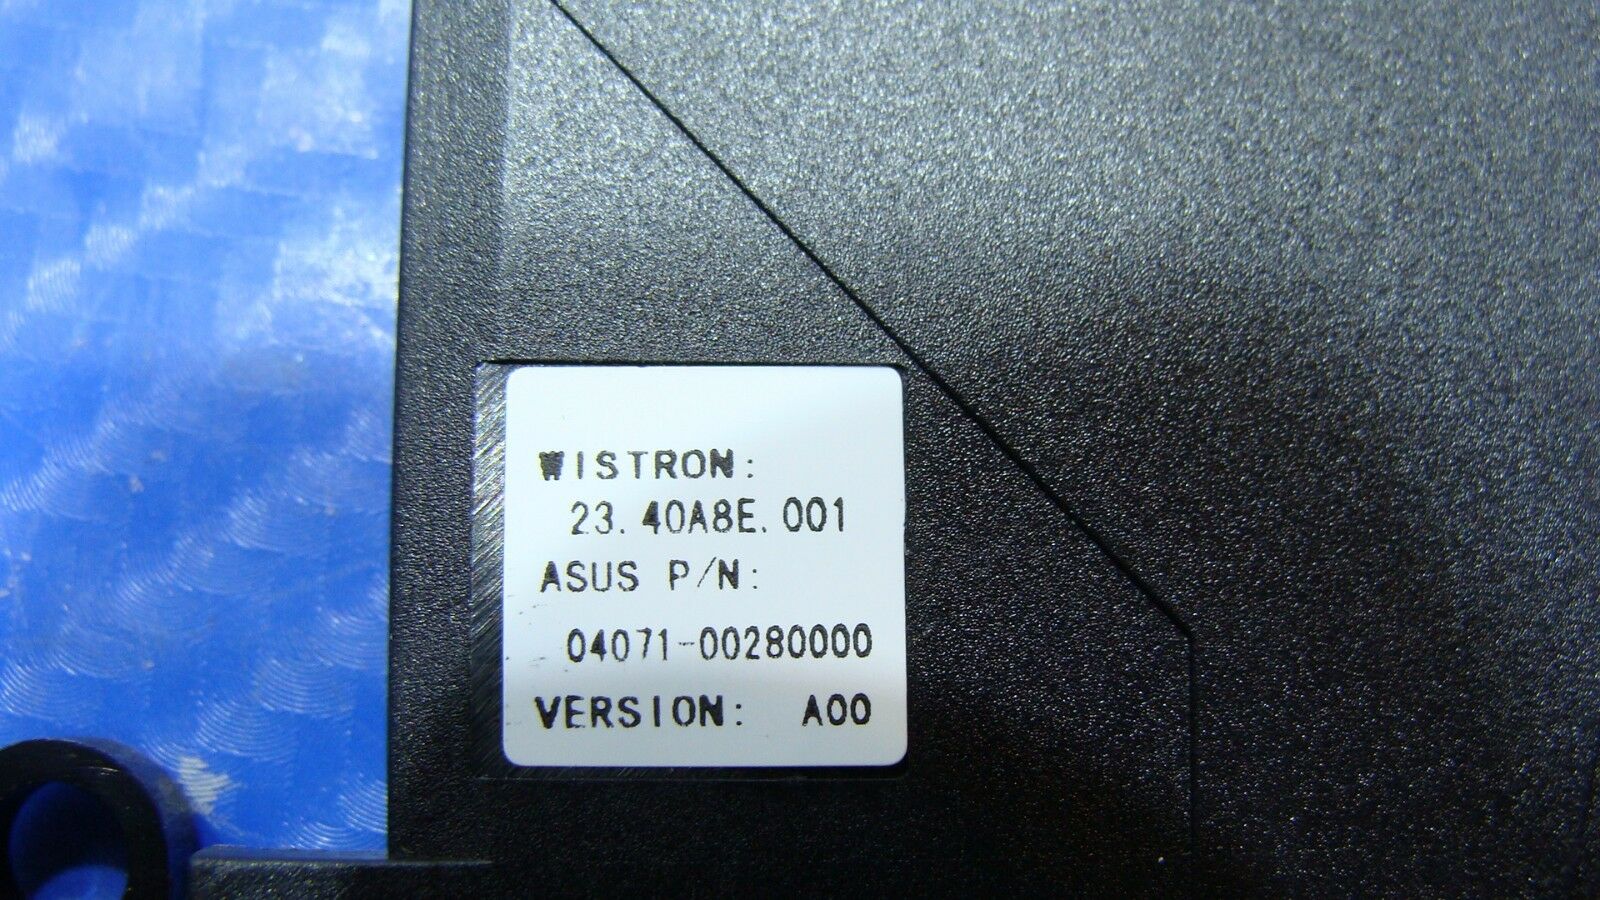 WISTRON:
23.40A8E.001
ASUS P/N:
04071-00280000
VERSION: A00